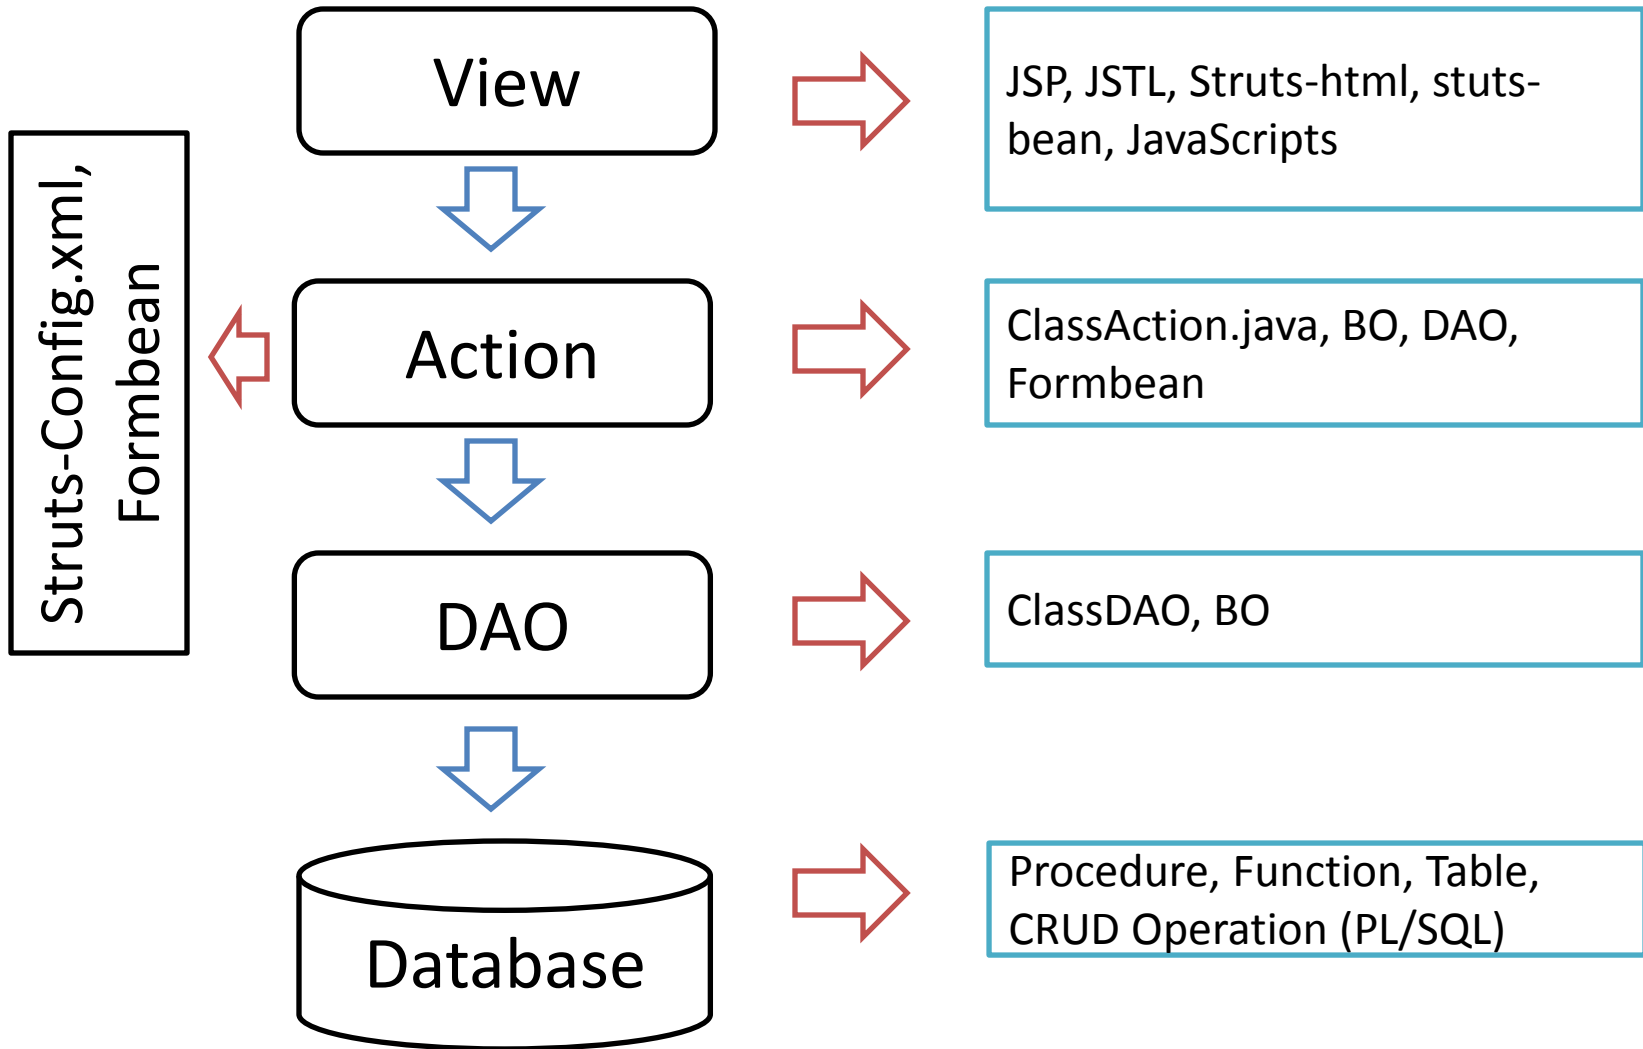 View
JSP, JSTL, Struts-html, stuts-
bean, JavaScripts
Struts-Config.xml,
Formbean
Action
ClassAction.java, BO, DAO,
Formbean
DAO
ClassDAO, BO
Database
Procedure, Function, Table,
CRUD Operation (PL/SQL)